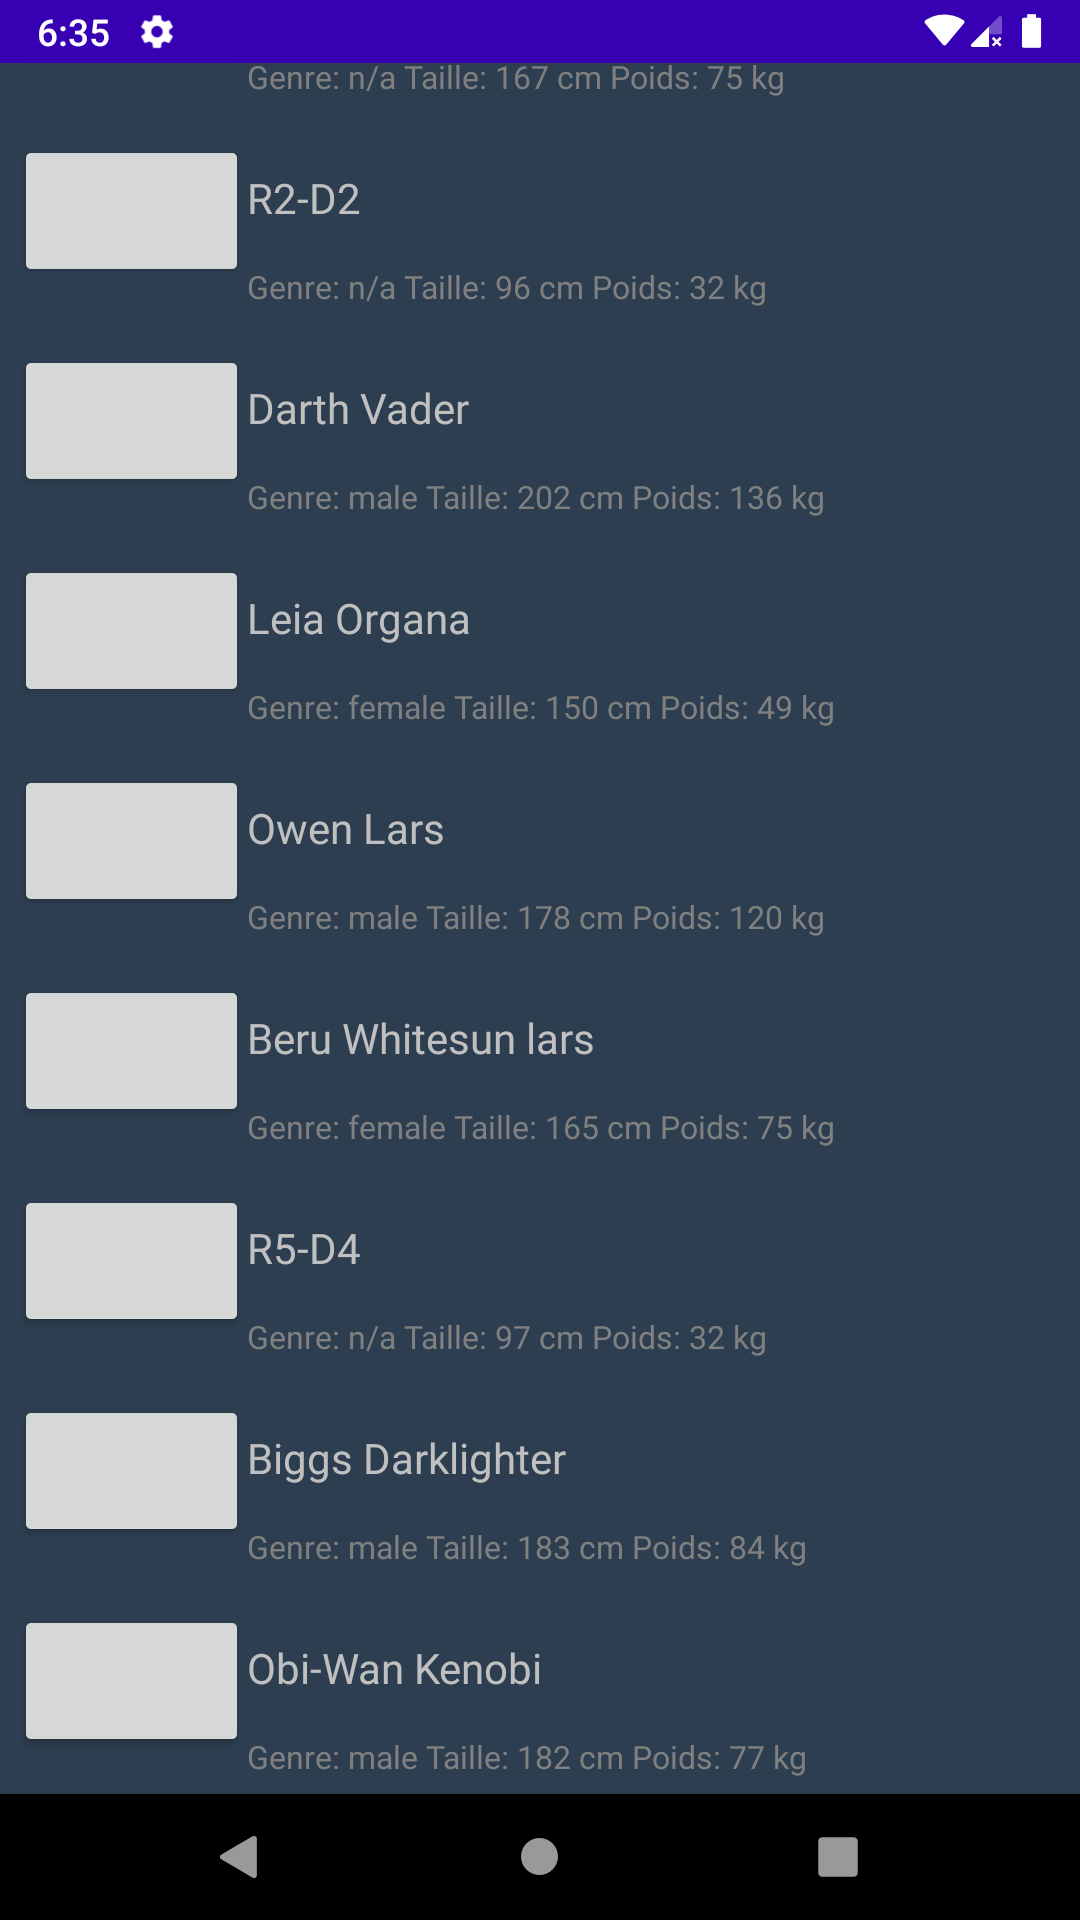 6:35
Genre: n/a Taille: 167 cm Poids: 75 kg
R2-D2
Genre: n/a Taille: 96 cm Poids: 32 kg
Darth Vader
Genre: male Taille: 202 cm Poids: 136 kg
Leia Organa
Genre: female Taille: 150 cm Poids: 49 kg
Owen Lars
Genre: male Taille: 178 cm Poids: 120 kg
Beru Whitesun lars
Genre: female Taille: 165 cm Poids: 75 kg
R5-D4
Genre: n/a Taille: 97 cm Poids: 32 kg
Biggs Darklighter
Genre: male Taille: 183 cm Poids: 84 kg
Obi-Wan Kenobi
Genre: male Taille: 182 cm Poids: 77 kg